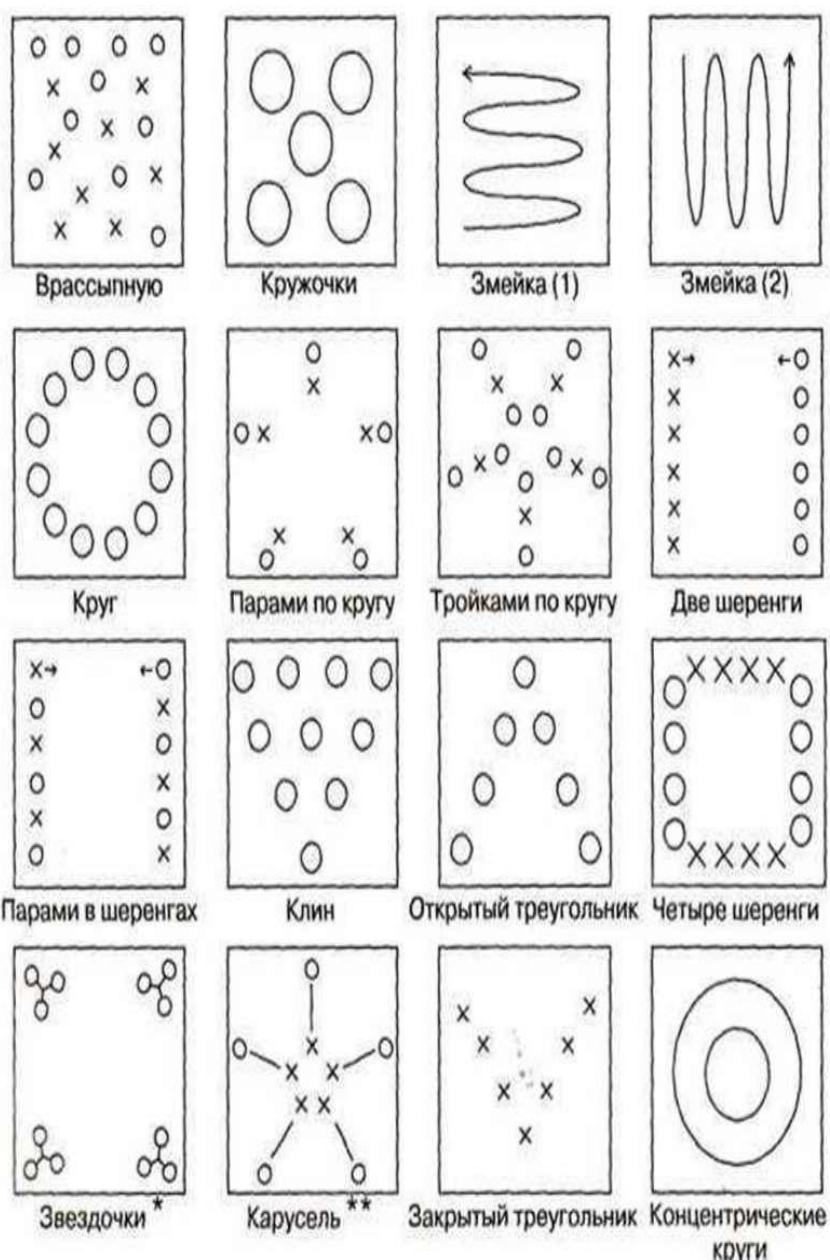 Врассыпную
Кружочки
Змейка (1)
Змейка (2)
Круг
Парами по кругу
Тройками по кругу
Две шеренги
Парами в шеренгах
Клин
Открытый треугольник
Четыре шеренги
Звездочки *
Карусель **
Закрытый треугольник
Концентрические
круги